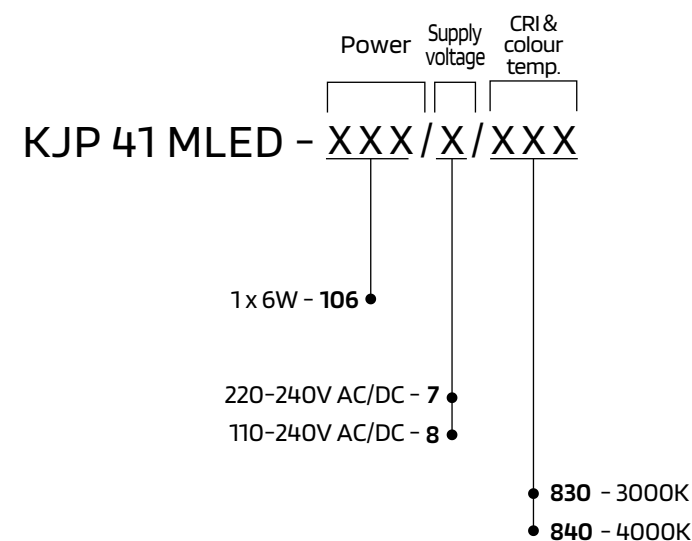 Power
Supply
voltage
CRI &
colour
temp.
KJP 41 MLED - XXX/X/XXX
1 x 6W - 106
220-240V AC/DC - 7
110-240V AC/DC - 8
830 - 3000K
840 - 4000K